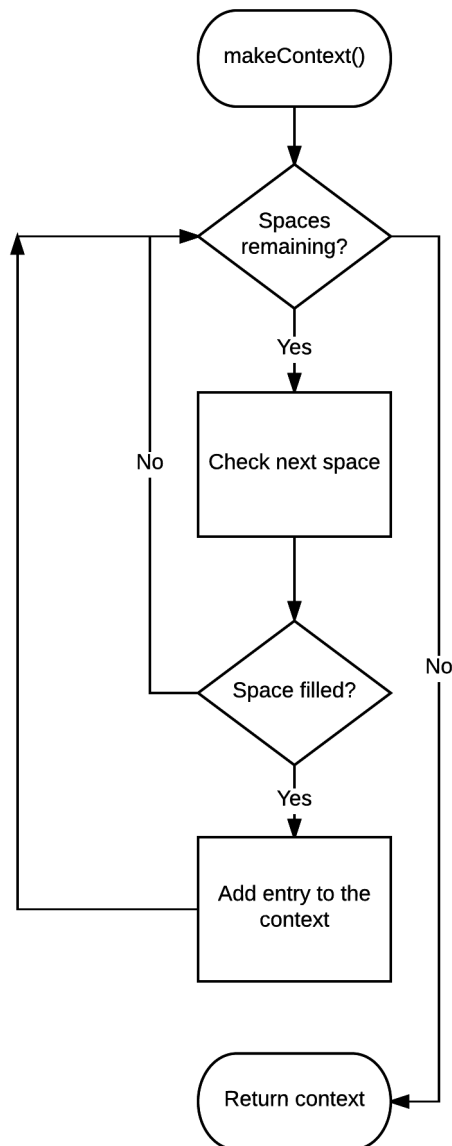 makeContext()
Spaces
remaining?
Yes
Check next space
No
Space filled?
No
Yes
Add entry to the
context
Return context